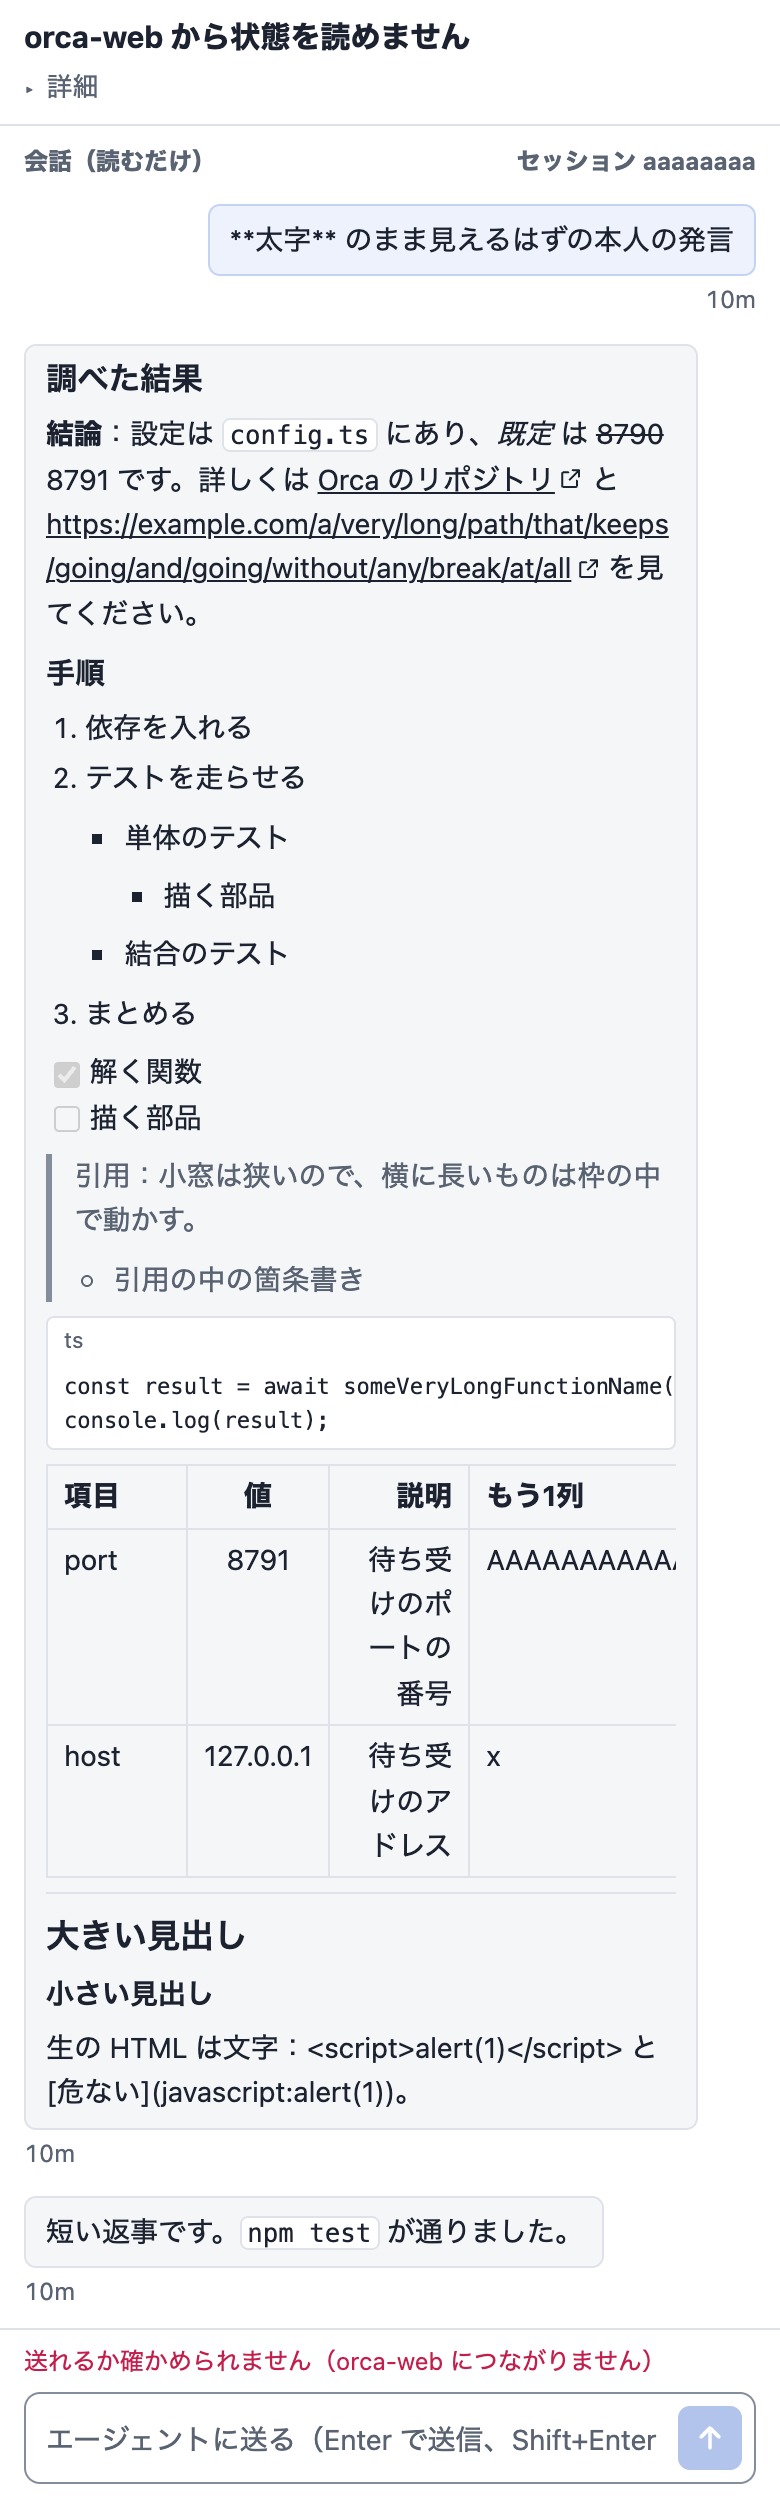 orca-web から状態を読めません
▸ 詳細
会話（読むだけ）
セッション aaaaaaaa
**太字** のまま見えるはずの本人の発言
10m
調べた結果
結論：設定は config.ts にあり、既定 は 8790
8791 です。詳しくは Orca のリポジトリ と
https://example.com/a/very/long/path/that/keeps
/going/and/going/without/any/break/at/all を見
てください。
手順
1. 依存を入れる
2. テストを走らせる
▪ 単体のテスト
▪ 描く部品
▪ 結合のテスト
3. まとめる
解く関数
描く部品
引用：小窓は狭いので、横に長いものは枠の中
で動かす。
○ 引用の中の箇条書き
ts
const result = await someVeryLongFunctionName(
console.log(result);
項目 値 説明 もう1列
port 8791 待ち受 AAAAAAAAAAA
けのポ
ートの
番号
host 127.0.0.1 待ち受 x
けのア
ドレス
大きい見出し
小さい見出し
生の HTML は文字：<script>alert(1)</script> と
[危ない](javascript:alert(1))。
10m
短い返事です。 npm test が通りました。
10m
送れるか確かめられません（orca-web につながりません）
エージェントに送る（Enter で送信、Shift+Enter